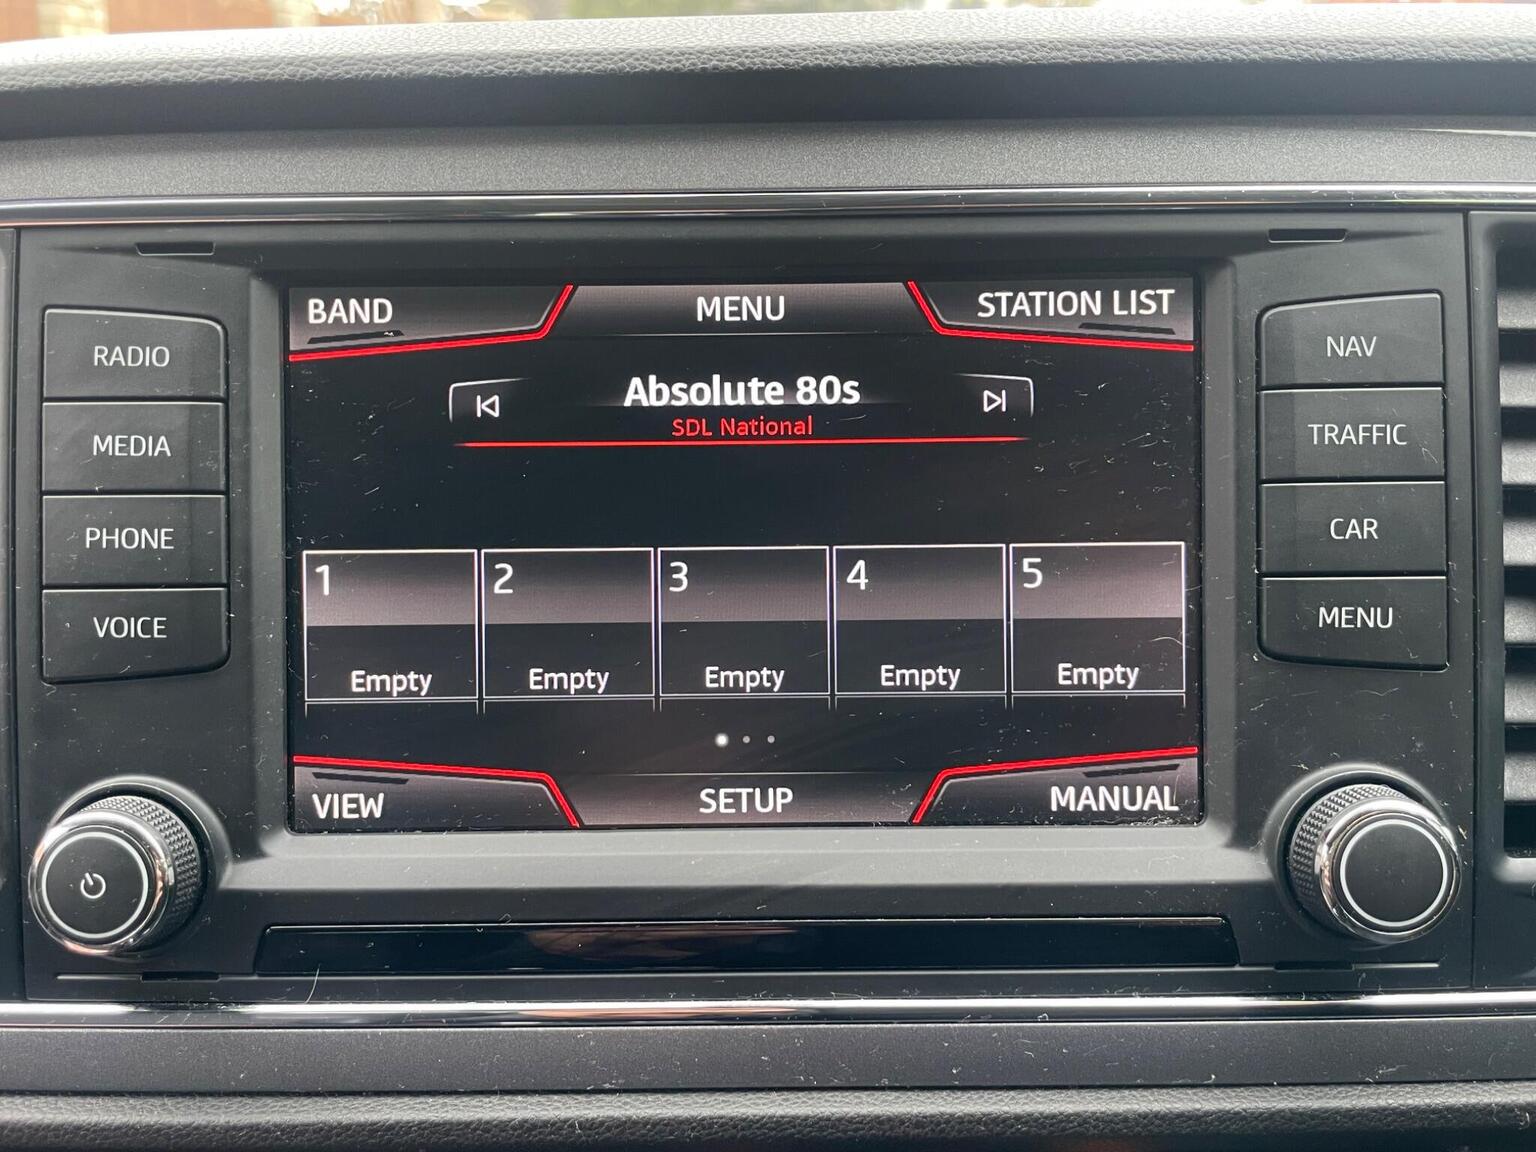 BAND MENU STATION LIST
RADIO
MEDIA
PHONE
VOICE
Absolute 80s
SDL National
1 2 3 4 5
Empty Empty Empty Empty Empty
VIEW SETUP MANUAL
NAV
TRAFFIC
CAR
MENU